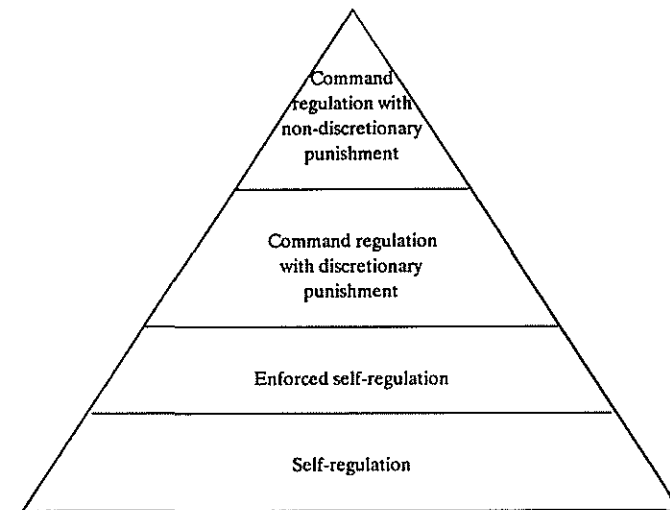 Command
regulation with
non-discretionary
punishment
Command regulation
with discretionary
punishment
Enforced self-regulation
Self-regulation